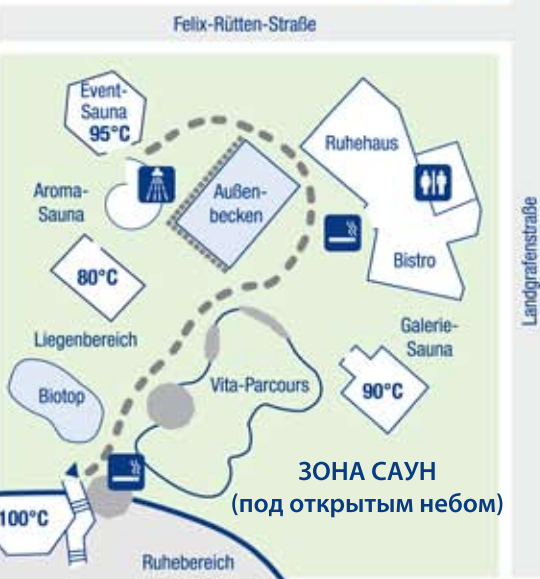 Felix-Rütten-Straße
Event-
Sauna
95°C
Ruhehaus
Aroma-
Sauna
Außen-
becken
Landgrafenstraße
Bistro
80°C
Galerie-
Sauna
Liegenbereich
Vita-Parcours
90°C
Biotop
ЗОНА САУН
(под открытым небом)
100°C
Ruhebereich